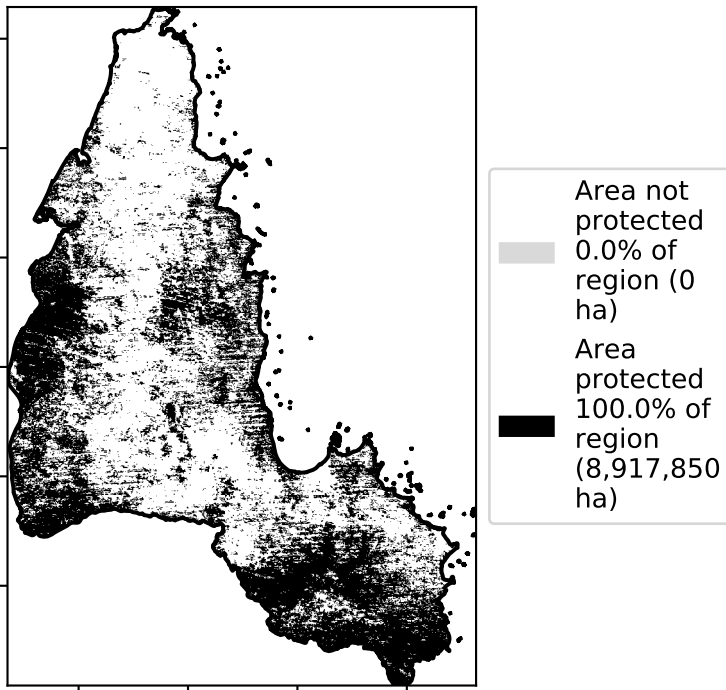 Area not
protected
0.0% of
region (0
ha)
Area
protected
100.0% of
region
(8,917,850
ha)